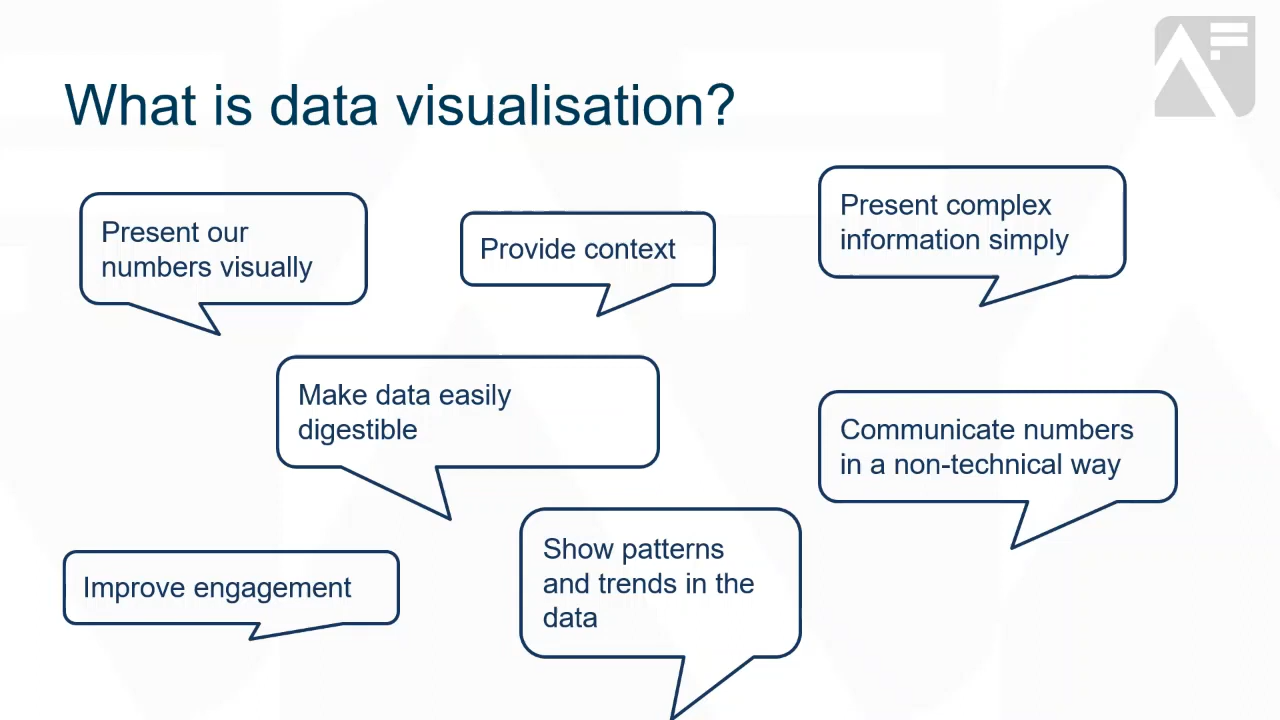 What is data visualisation?
Present our
numbers visually
Provide context
Present complex
information simply
Make data easily
digestible
Communicate numbers
in a non-technical way
Improve engagement
Show patterns
and trends in the
data